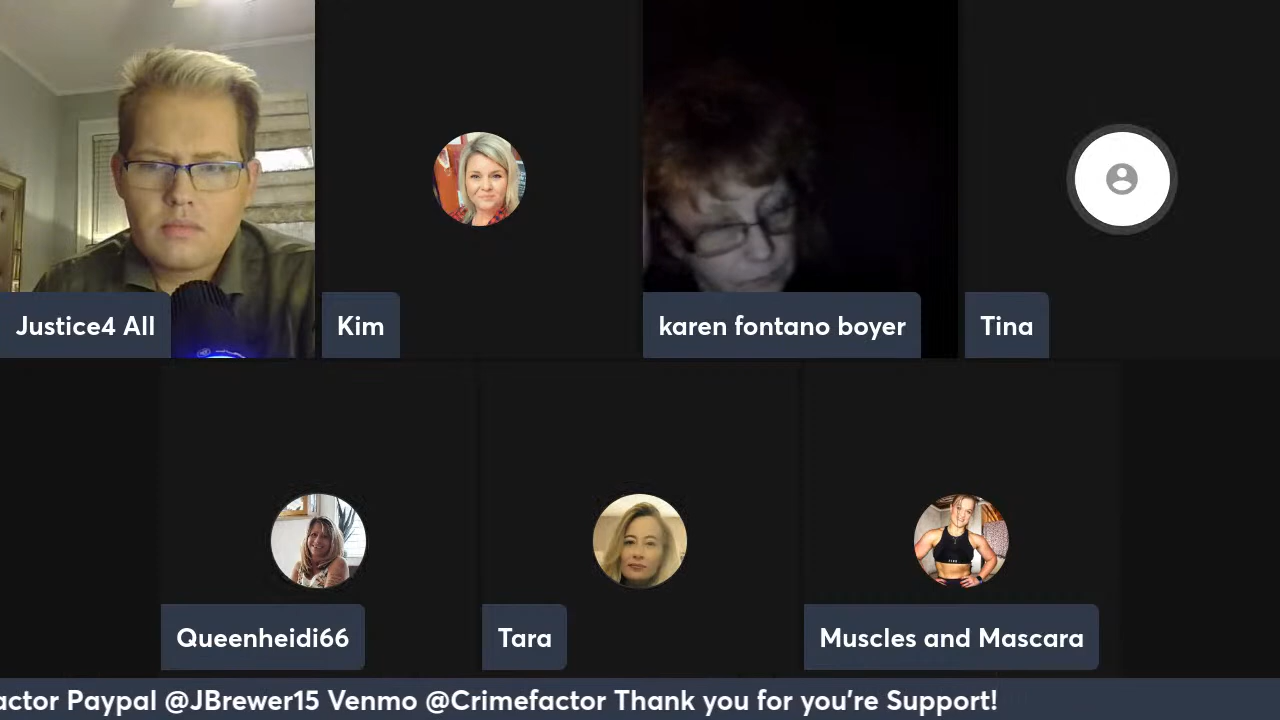 Justice4 All
Kim
karen fontano boyer
Tina
Queenheidi66
Tara
Muscles and Mascara
actor Paypal @JBrewer15 Venmo @Crimefactor Thank you for you’re Support!